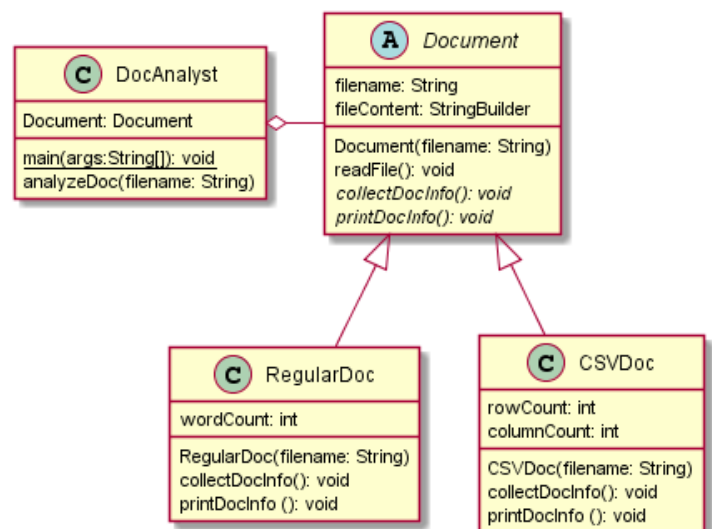 C DocAnalyst
Document: Document
main(args:String[]): void
analyzeDoc(filename: String)
A Document
filename: String
fileContent: StringBuilder
Document(filename: String)
readFile(): void
collectDocInfo(): void
printDocInfo(): void
C RegularDoc
wordCount: int
RegularDoc(filename: String)
collectDocInfo(): void
printDocInfo (): void
C CSVDoc
rowCount: int
columnCount: int
CSVDoc(filename: String)
collectDocInfo(): void
printDocInfo (): void